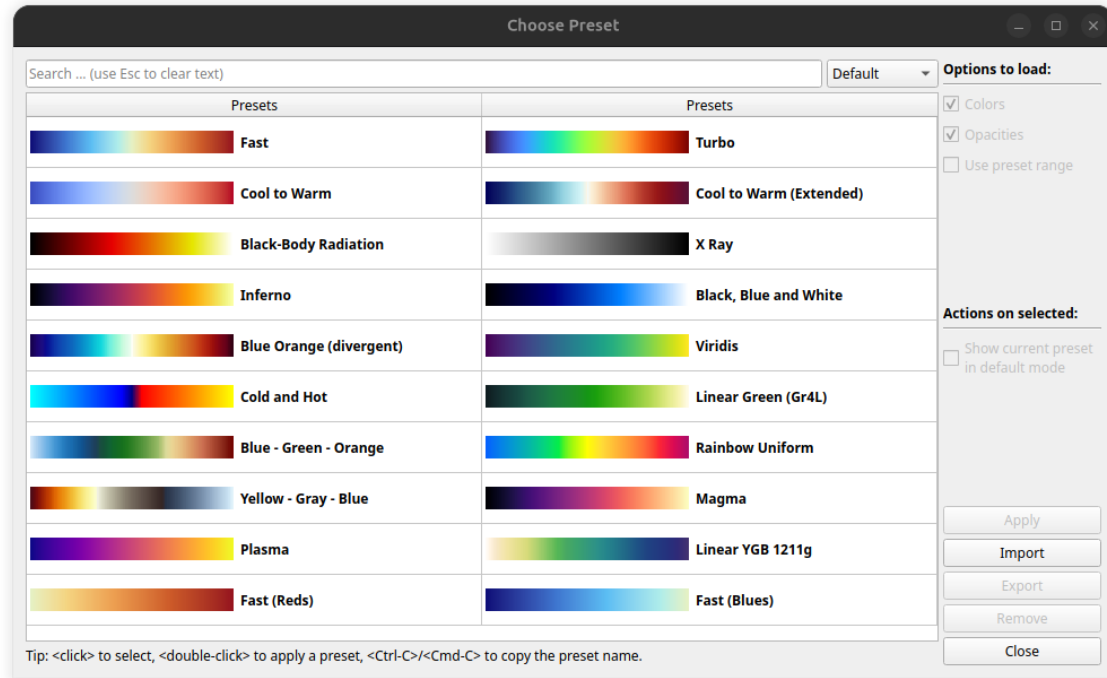 Choose Preset
Search ... (use Esc to clear text)
Default
Options to load:
Presets
Presets
Colors
Fast
Turbo
Opacities
Use preset range
Cool to Warm
Cool to Warm (Extended)
Black-Body Radiation
X Ray
Inferno
Black, Blue and White
Actions on selected:
Blue Orange (divergent)
Viridis
Show current preset
in default mode
Cold and Hot
Linear Green (Gr4L)
Blue - Green - Orange
Rainbow Uniform
Yellow - Gray - Blue
Magma
Apply
Plasma
Linear YGB 1211g
Import
Export
Fast (Reds)
Fast (Blues)
Remove
Close
Tip: <click> to select, <double-click> to apply a preset, <Ctrl-C>/<Cmd-C> to copy the preset name.